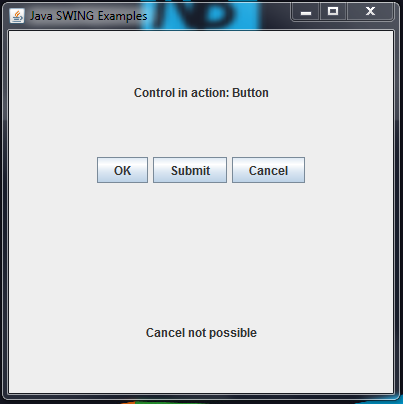 Java SWING Examples
Control in action: Button
OK Submit Cancel
Cancel not possible